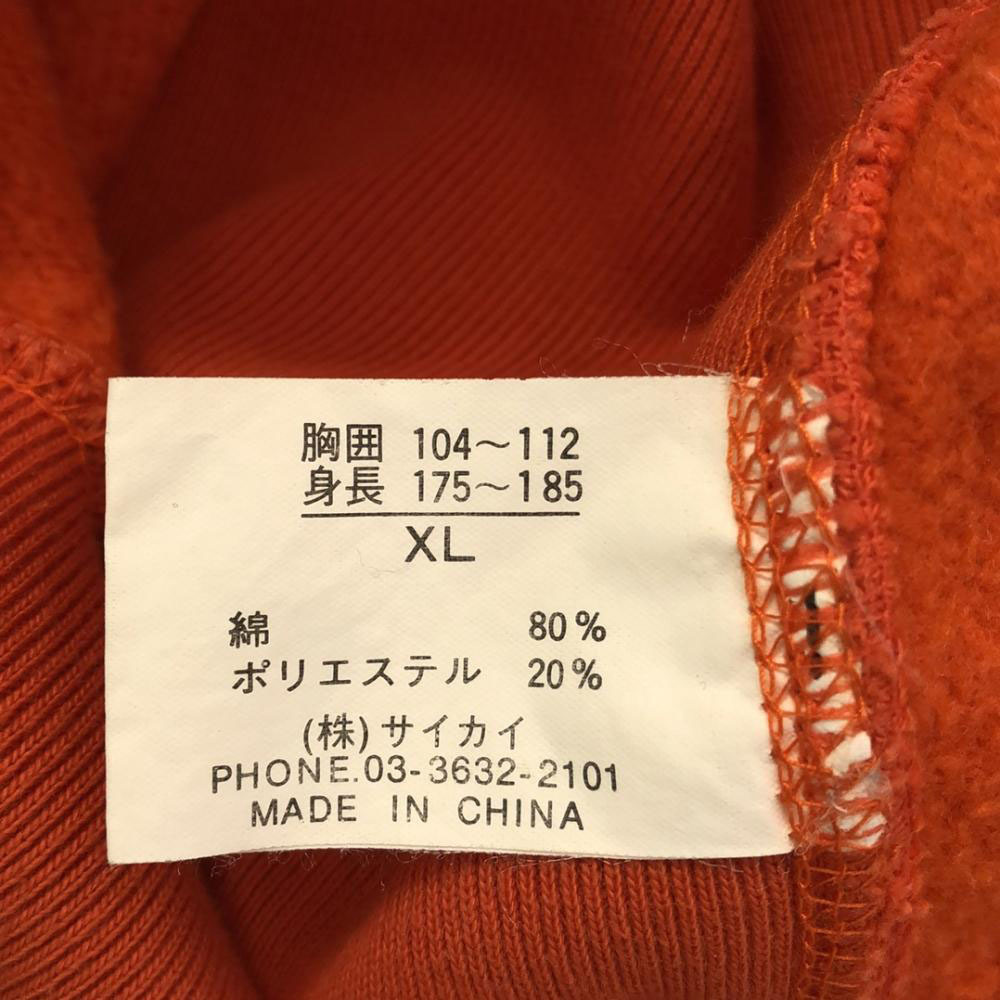 胸囲 104～112
身長 175～185
XL
綿 80%
ポリエステル 20%
(株)サイカイ
PHONE.03-3632-2101
MADE IN CHINA